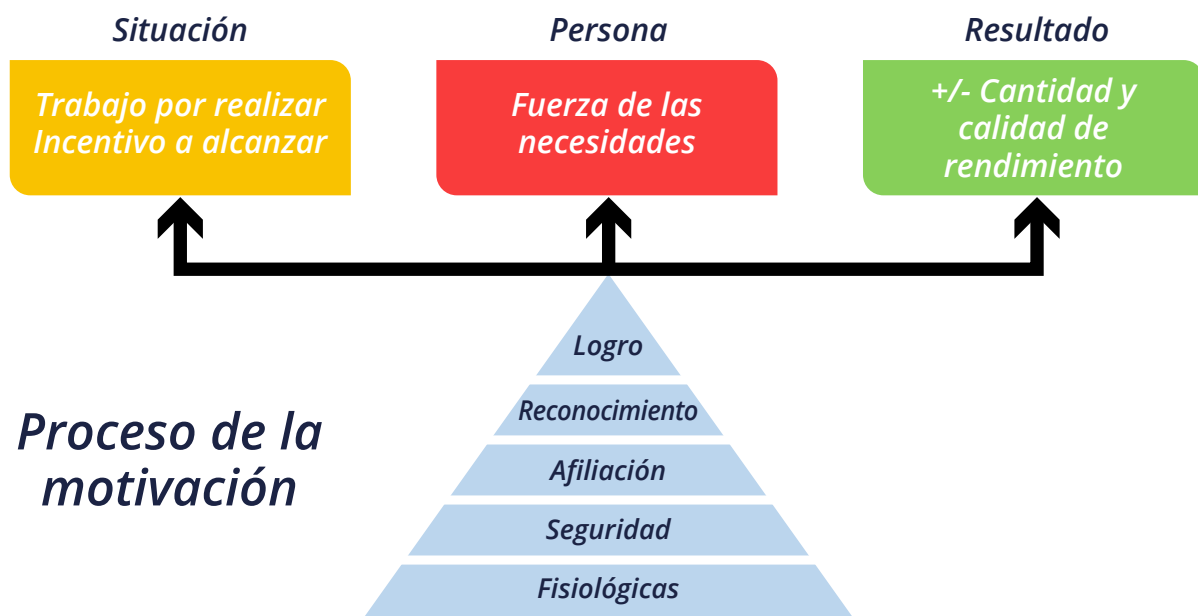 Situación
Persona
Resultado
Trabajo por realizar
Incentivo a alcanzar
Fuerza de las
necesidades
+/- Cantidad y
calidad de
rendimiento
Logro
Reconocimiento
Afiliación
Seguridad
Fisiológicas
Proceso de la
motivación